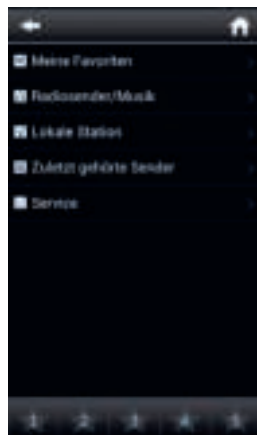 Meine Favoriten
Radiosender/Musik
Lokale Station
Zuletzt gehörte Sender
Service
1 2 3 4 5